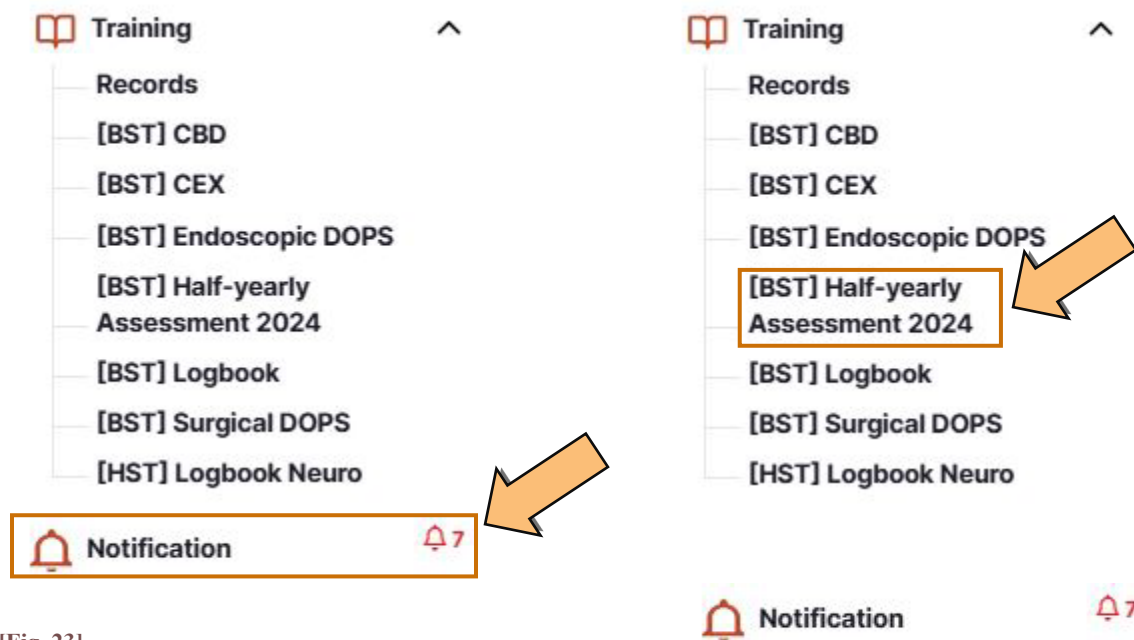 Training
Records
[BST] CBD
[BST] CEX
[BST] Endoscopic DOPS
[BST] Half-yearly
Assessment 2024
[BST] Logbook
[BST] Surgical DOPS
[HST] Logbook Neuro
Notification 7
[Fig. 23]
Training
Records
[BST] CBD
[BST] CEX
[BST] Endoscopic DOPS
[BST] Half-yearly
Assessment 2024
[BST] Logbook
[BST] Surgical DOPS
[HST] Logbook Neuro
Notification 7